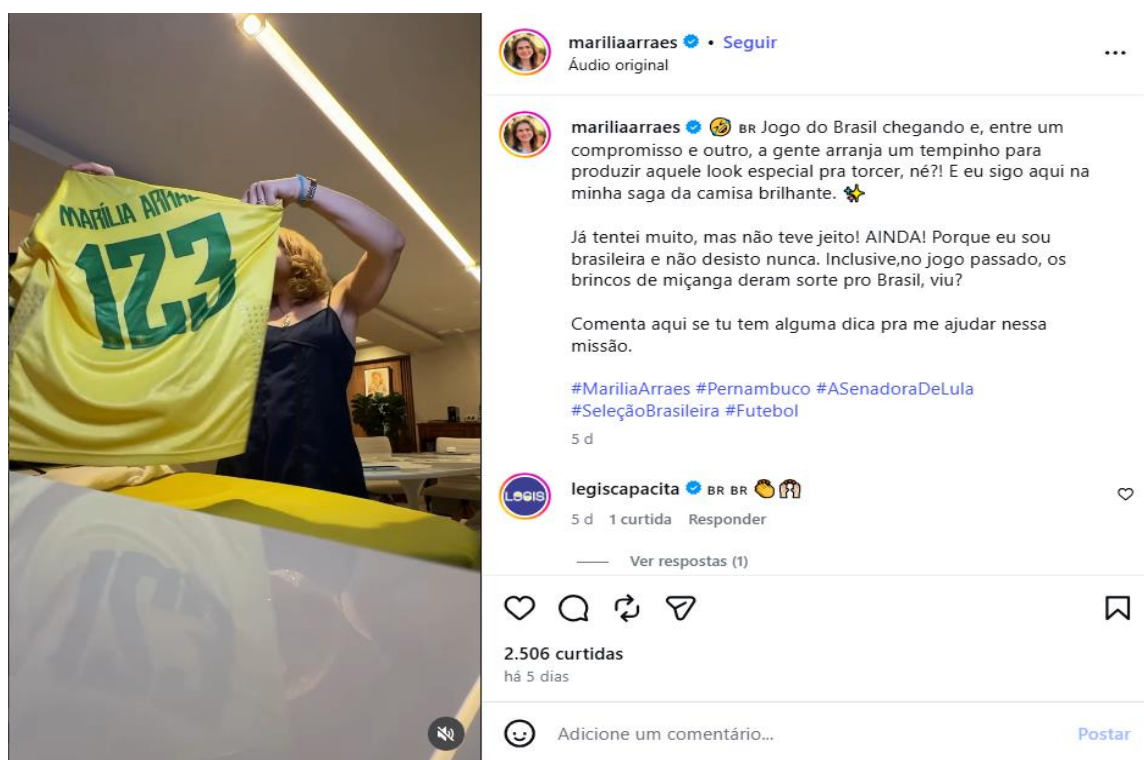 MARÍLIA
123
mariliaarraes • Seguir
Áudio original
mariliaarraes 🤣 BR Jogo do Brasil chegando e, entre um
compromisso e outro, a gente arranja um tempinho para
produzir aquele look especial pra torcer, né?! E eu sigo aqui na
minha saga da camisa brilhante. ✨
Já tentei muito, mas não teve jeito! AINDA! Porque eu sou
brasileira e não desisto nunca. Inclusive,no jogo passado, os
brincos de miçanga deram sorte pro Brasil, viu?
Comenta aqui se tu tem alguma dica pra me ajudar nessa
missão.
#MariliaArraes #Pernambuco #ASenadoraDeLula
#SeleçãoBrasileira #Futebol
5 d
LEGIS
legiscapacita BR BR 👏🙌
5 d 1 curtida Responder
Ver respostas (1)
2.506 curtidas
há 5 dias
Adicione um comentário...
Postar